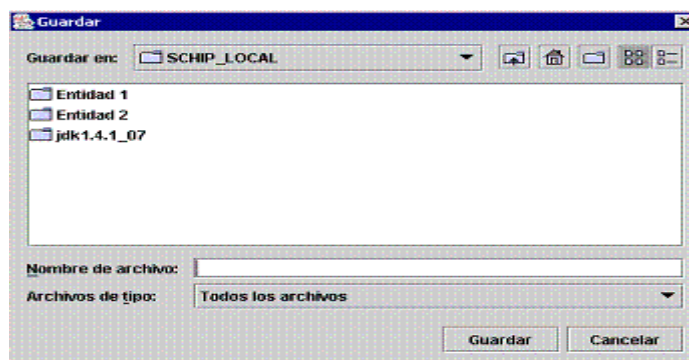 Guardar
Guardar en: SCHIP_LOCAL
Entidad 1
Entidad 2
jdk1.4.1_07
Nombre de archivo:
Archivos de tipo: Todos los archivos
Guardar Cancelar